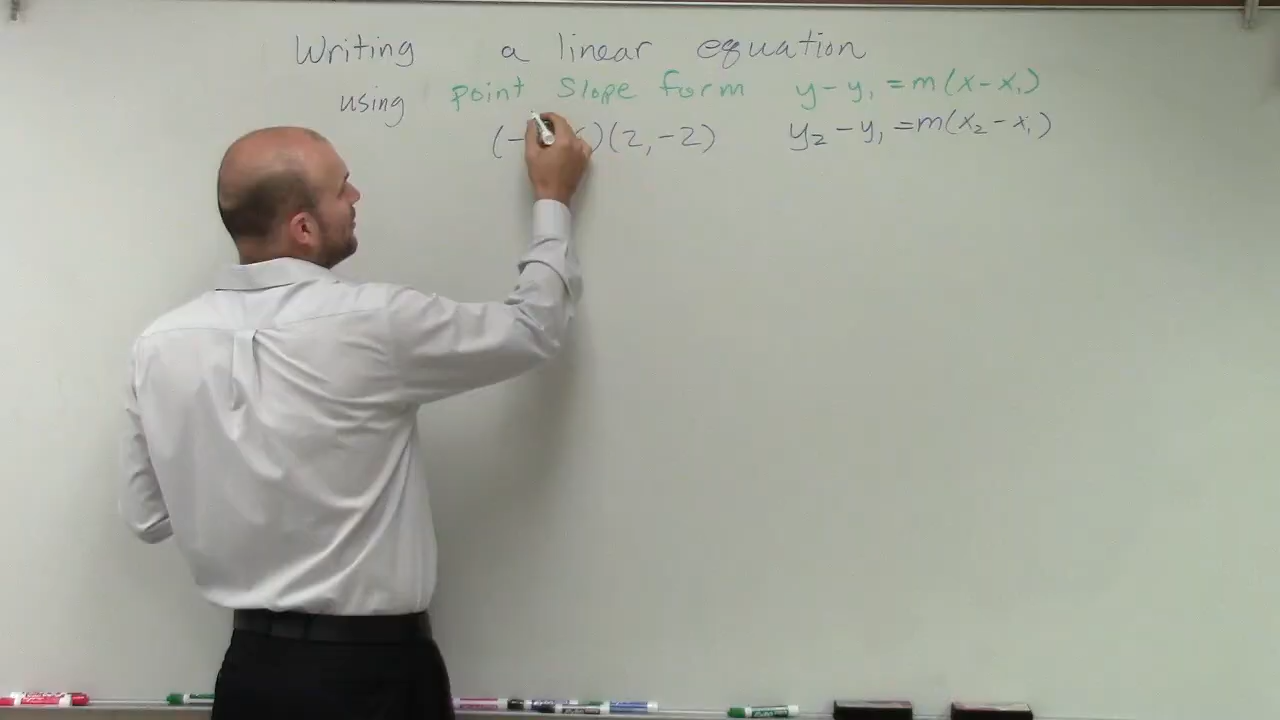 Writing a linear equation
using point slope form y - y₁ = m(x - x₁)
(- )(2, -2) y₂ - y₁ = m(x₂ - x₁)